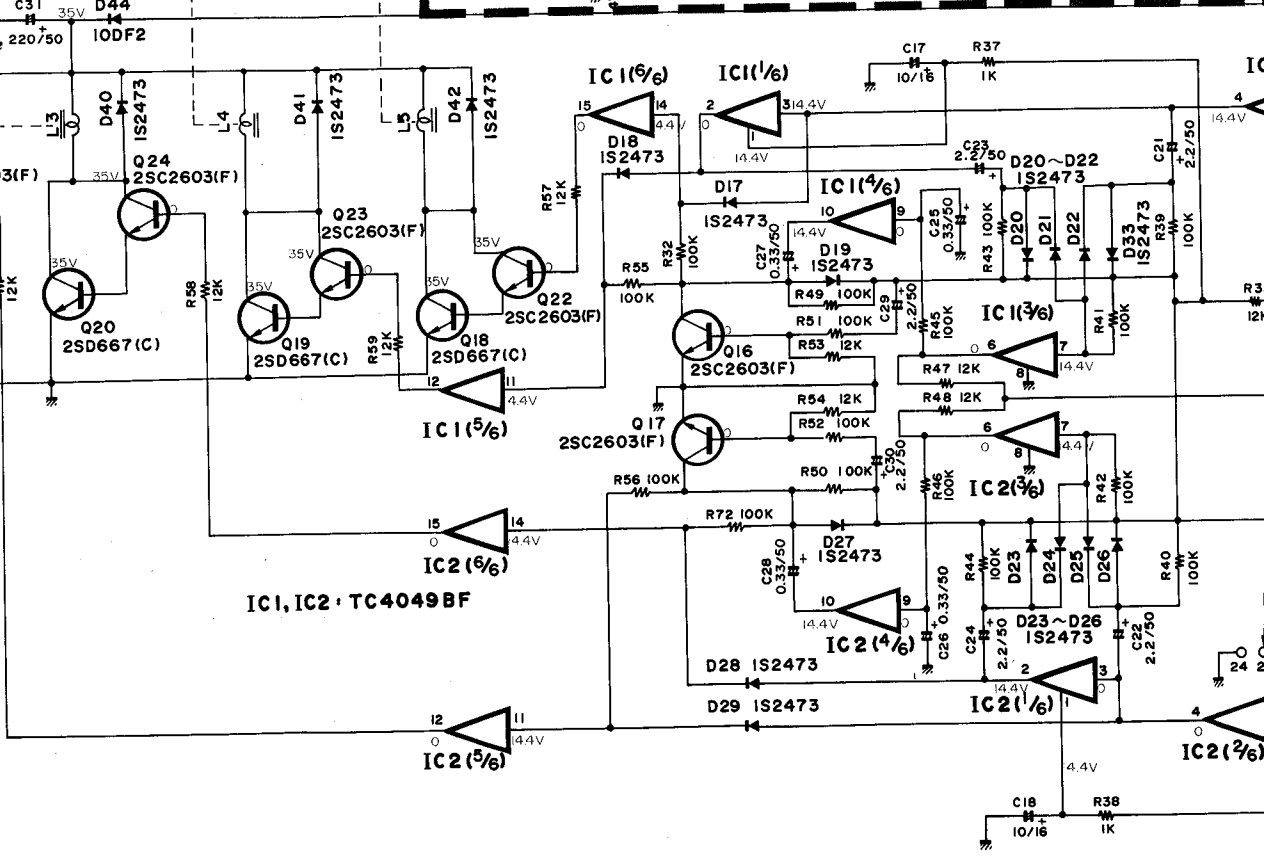 C31
35V
D44
220/50
10DF2
C17
10/16
R37
1K
IC1(6/6)
IC1(1/6)
15
0
14
4.4V
2
3
14.4V
1
14.4V
4
14.4V
L3
D40
1S2473
L4
D41
1S2473
L5
D42
1S2473
D18
1S2473
D17
1S2473
C23
2.2/50
D20~D22
1S2473
C21
2.2/50
Q24
2SC2603(F)
35V
0
3(F)
R57
12K
IC1(4/6)
10
14.4V
9
0
C25
0.33/50
R43 100K
D20
D21
D22
D33
1S2473
R39
100K
Q23
2SC2603(F)
35V
0
35V
0
R32
100K
C27
0.33/50
D19
1S2473
35V
R58
12K
12K
35V
35V
Q22
2SC2603(F)
R55
100K
R49 100K
C29
2.2/50
R51 100K
R53 12K
R45
100K
IC1(3/6)
R41
100K
12K
Q20
2SD667(C)
Q19
2SD667(C)
R59
12K
Q18
2SD667(C)
Q16
2SC2603(F)
0
0
6
7
8
14.4V
R47 12K
R48 12K
12
0
11
4.4V
IC1(5/6)
Q17
2SC2603(F)
0
R54 12K
R52 100K
C30
2.2/50
6
0
7
4.4V
8
IC2(3/6)
R56 100K
R50 100K
R46
100K
R42
100K
R72 100K
D27
1S2473
15
0
14
4.4V
IC2(6/6)
IC1, IC2 : TC4049BF
C28
0.33/50
R44
100K
D23
D24
D25
D26
R40
100K
10
14.4V
9
0
IC2(4/6)
C26
0.33/50
C24
2.2/50
D23~D26
1S2473
C22
2.2/50
24
D28 1S2473
D29 1S2473
2
14.4V
3
0
1
IC2(1/6)
12
0
11
14.4V
IC2(5/6)
4
0
IC2(2/6)
4.4V
C18
10/16
R38
1K